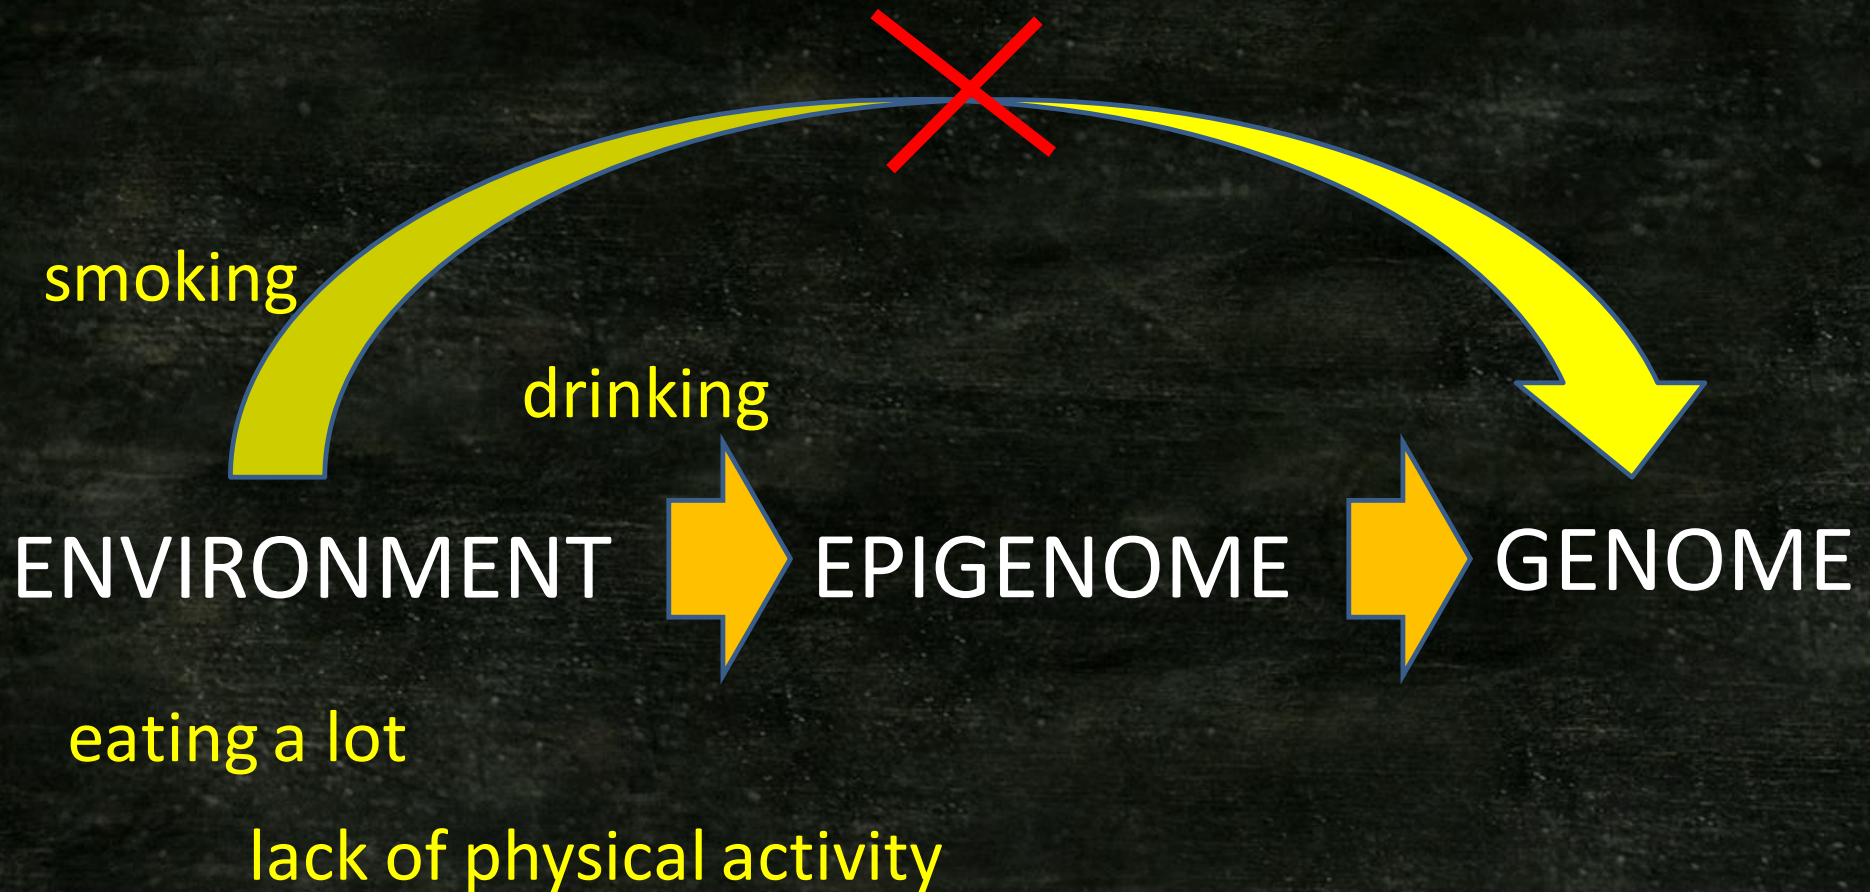 smoking
drinking
ENVIRONMENT
EPIGENOME
GENOME
eating a lot
lack of physical activity